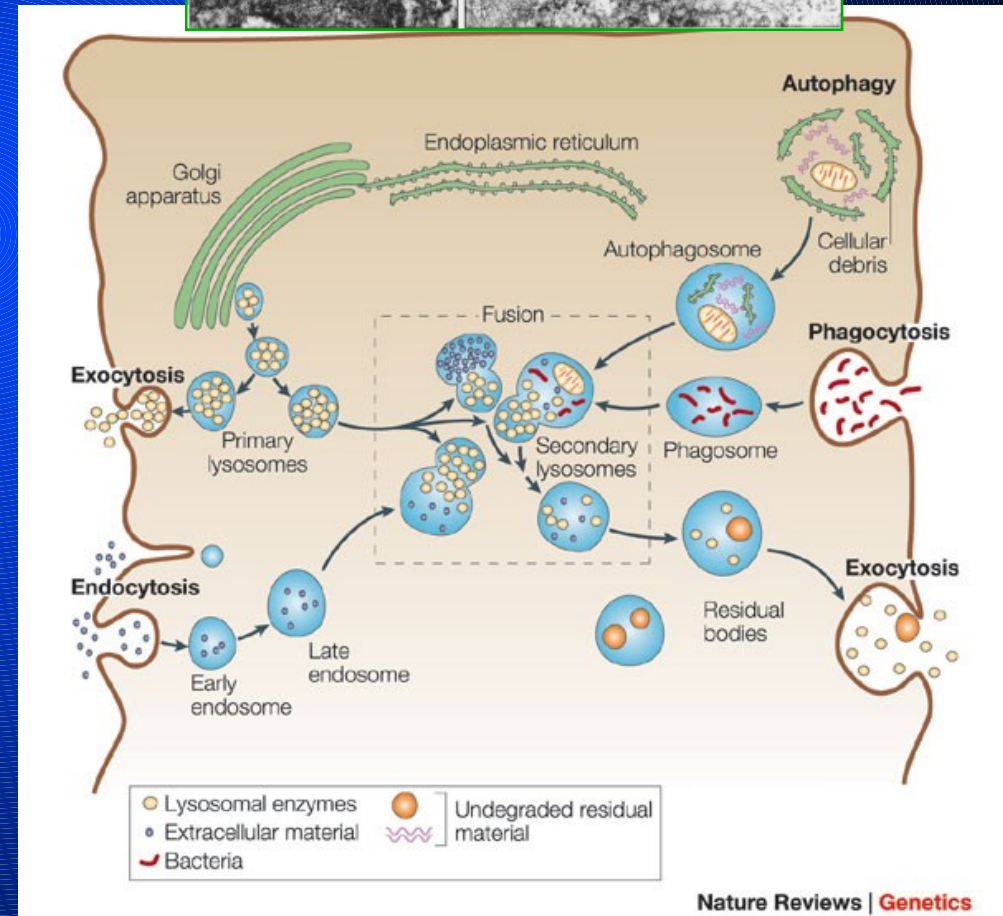 Autophagy
Endoplasmic reticulum
Golgi
apparatus
Autophagosome
Cellular
debris
Fusion
Phagocytosis
Exocytosis
Primary
lysosomes
Secondary
lysosomes
Phagosome
Endocytosis
Exocytosis
Residual
bodies
Late
endosome
Early
endosome
Lysosomal enzymes
Extracellular material
Bacteria
Undegraded residual
material
Nature Reviews | Genetics